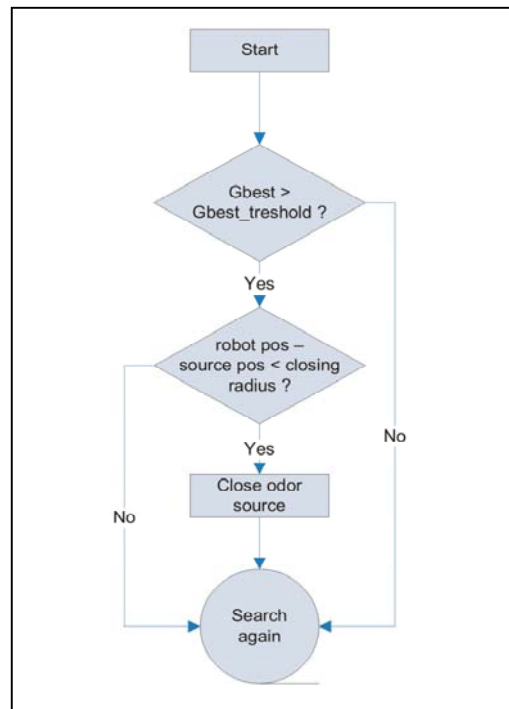 Start
Gbest >
Gbest_treshold ?
Yes
robot pos –
source pos < closing
radius ?
No
Yes
Close odor
source
No
Search
again